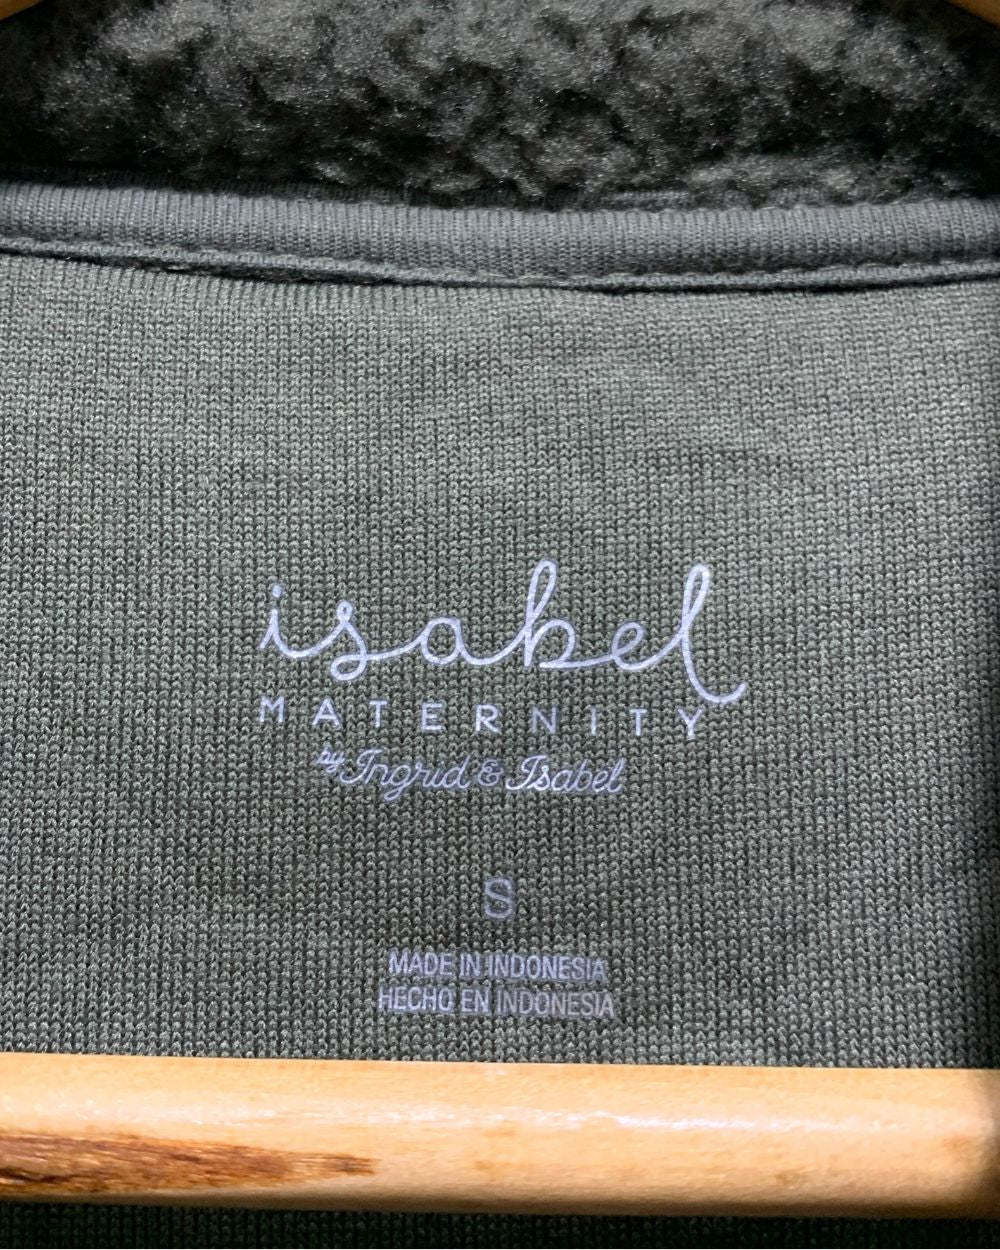 isabel
MATERNITY
by Ingrid & Isabel
S
MADE IN INDONESIA
HECHO EN INDONESIA